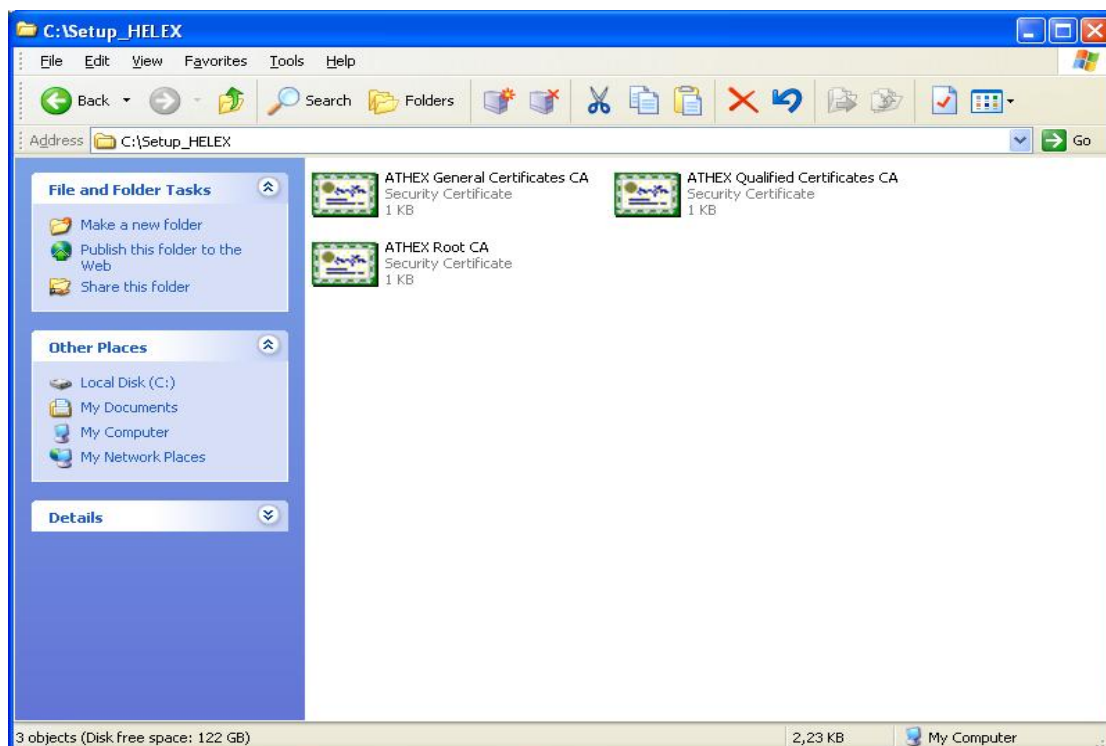 C:\Setup_HELEX
File Edit View Favorites Tools Help
Back Search Folders
Address C:\Setup_HELEX Go
File and Folder Tasks
Make a new folder
Publish this folder to the
Web
Share this folder
Other Places
Local Disk (C:)
My Documents
My Computer
My Network Places
Details
ATHEX General Certificates CA
Security Certificate
1 KB
ATHEX Qualified Certificates CA
Security Certificate
1 KB
ATHEX Root CA
Security Certificate
1 KB
3 objects (Disk free space: 122 GB) 2,23 KB My Computer